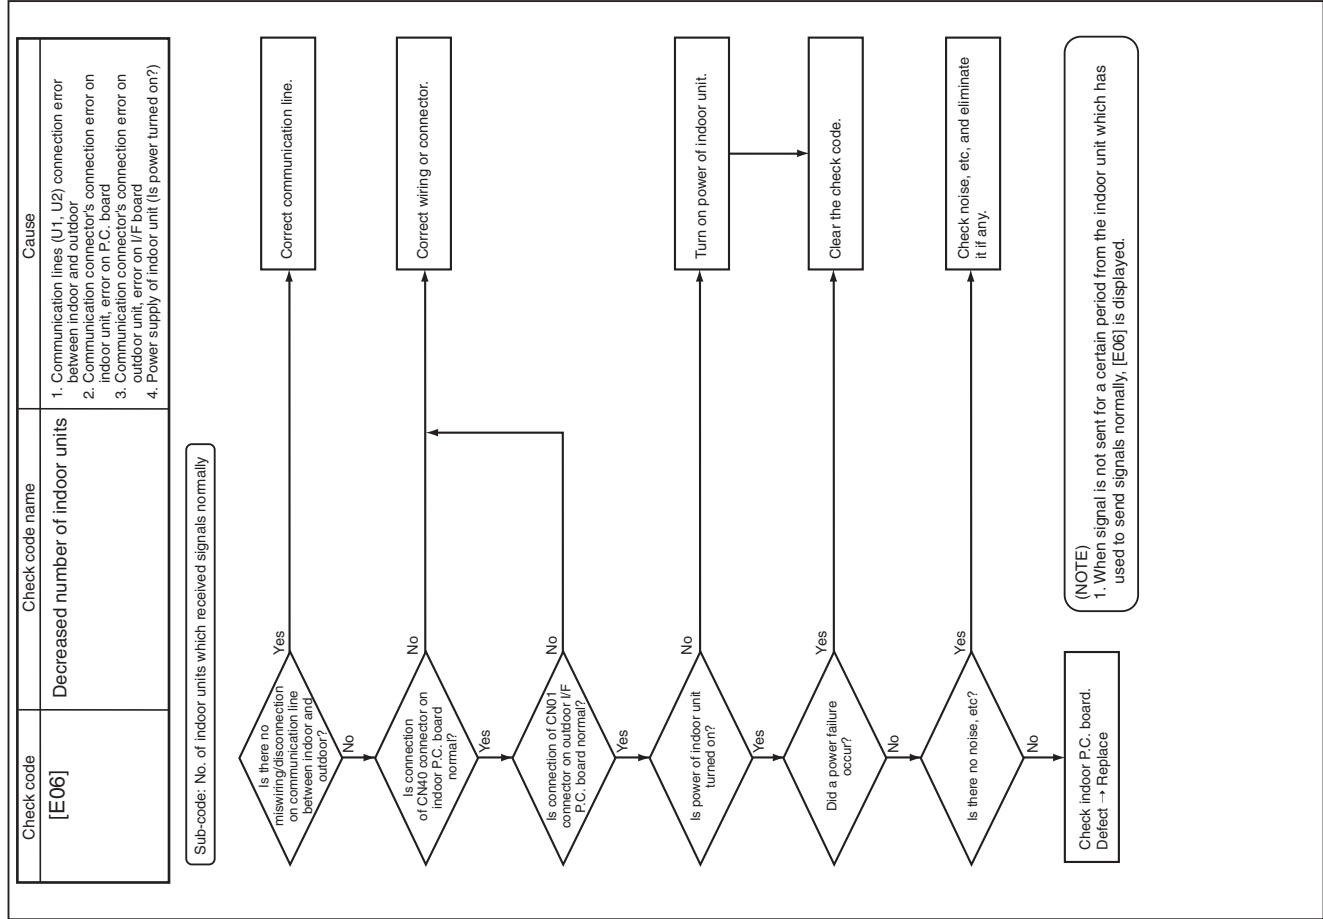 Check code
Check code name
Cause
[E06]
Decreased number of indoor units
1. Communication lines (U1, U2) connection error
between indoor and outdoor
2. Communication connector's connection error on
indoor unit, error on P.C. board
3. Communication connector's connection error on
outdoor unit, error on I/F board
4. Power supply of indoor unit (Is power turned on?)
Sub-code: No. of indoor units which received signals normally
Is there no
miswiring/disconnection
on communication line
between indoor and
outdoor?
Yes
Correct communication line.
No
Is connection
of CN40 connector on
indoor P.C. board
normal?
No
Correct wiring or connector.
Yes
Is connection of CN01
connector on outdoor I/F
P.C. board normal?
No
Yes
Is power of indoor unit
turned on?
No
Turn on power of indoor unit.
Yes
Did a power failure
occur?
Yes
Clear the check code.
No
Is there no noise, etc?
Yes
Check noise, etc, and eliminate
it if any.
No
Check indoor P.C. board.
Defect → Replace
(NOTE)
1. When signal is not sent for a certain period from the indoor unit which has
used to send signals normally, [E06] is displayed.